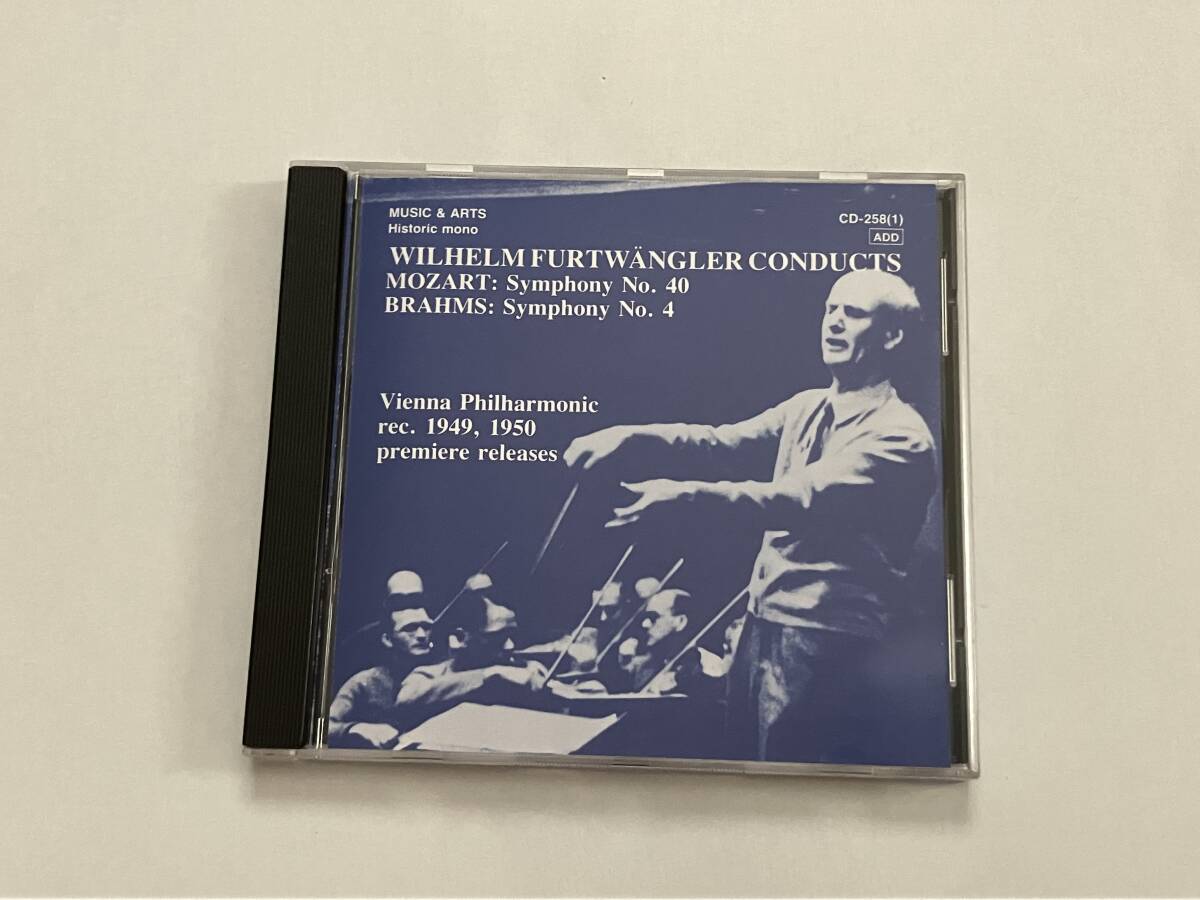 MUSIC & ARTS
Historic mono
CD-258(1)
ADD
WILHELM FURTWÄNGLER CONDUCTS
MOZART: Symphony No. 40
BRAHMS: Symphony No. 4
Vienna Philharmonic
rec. 1949, 1950
premiere releases